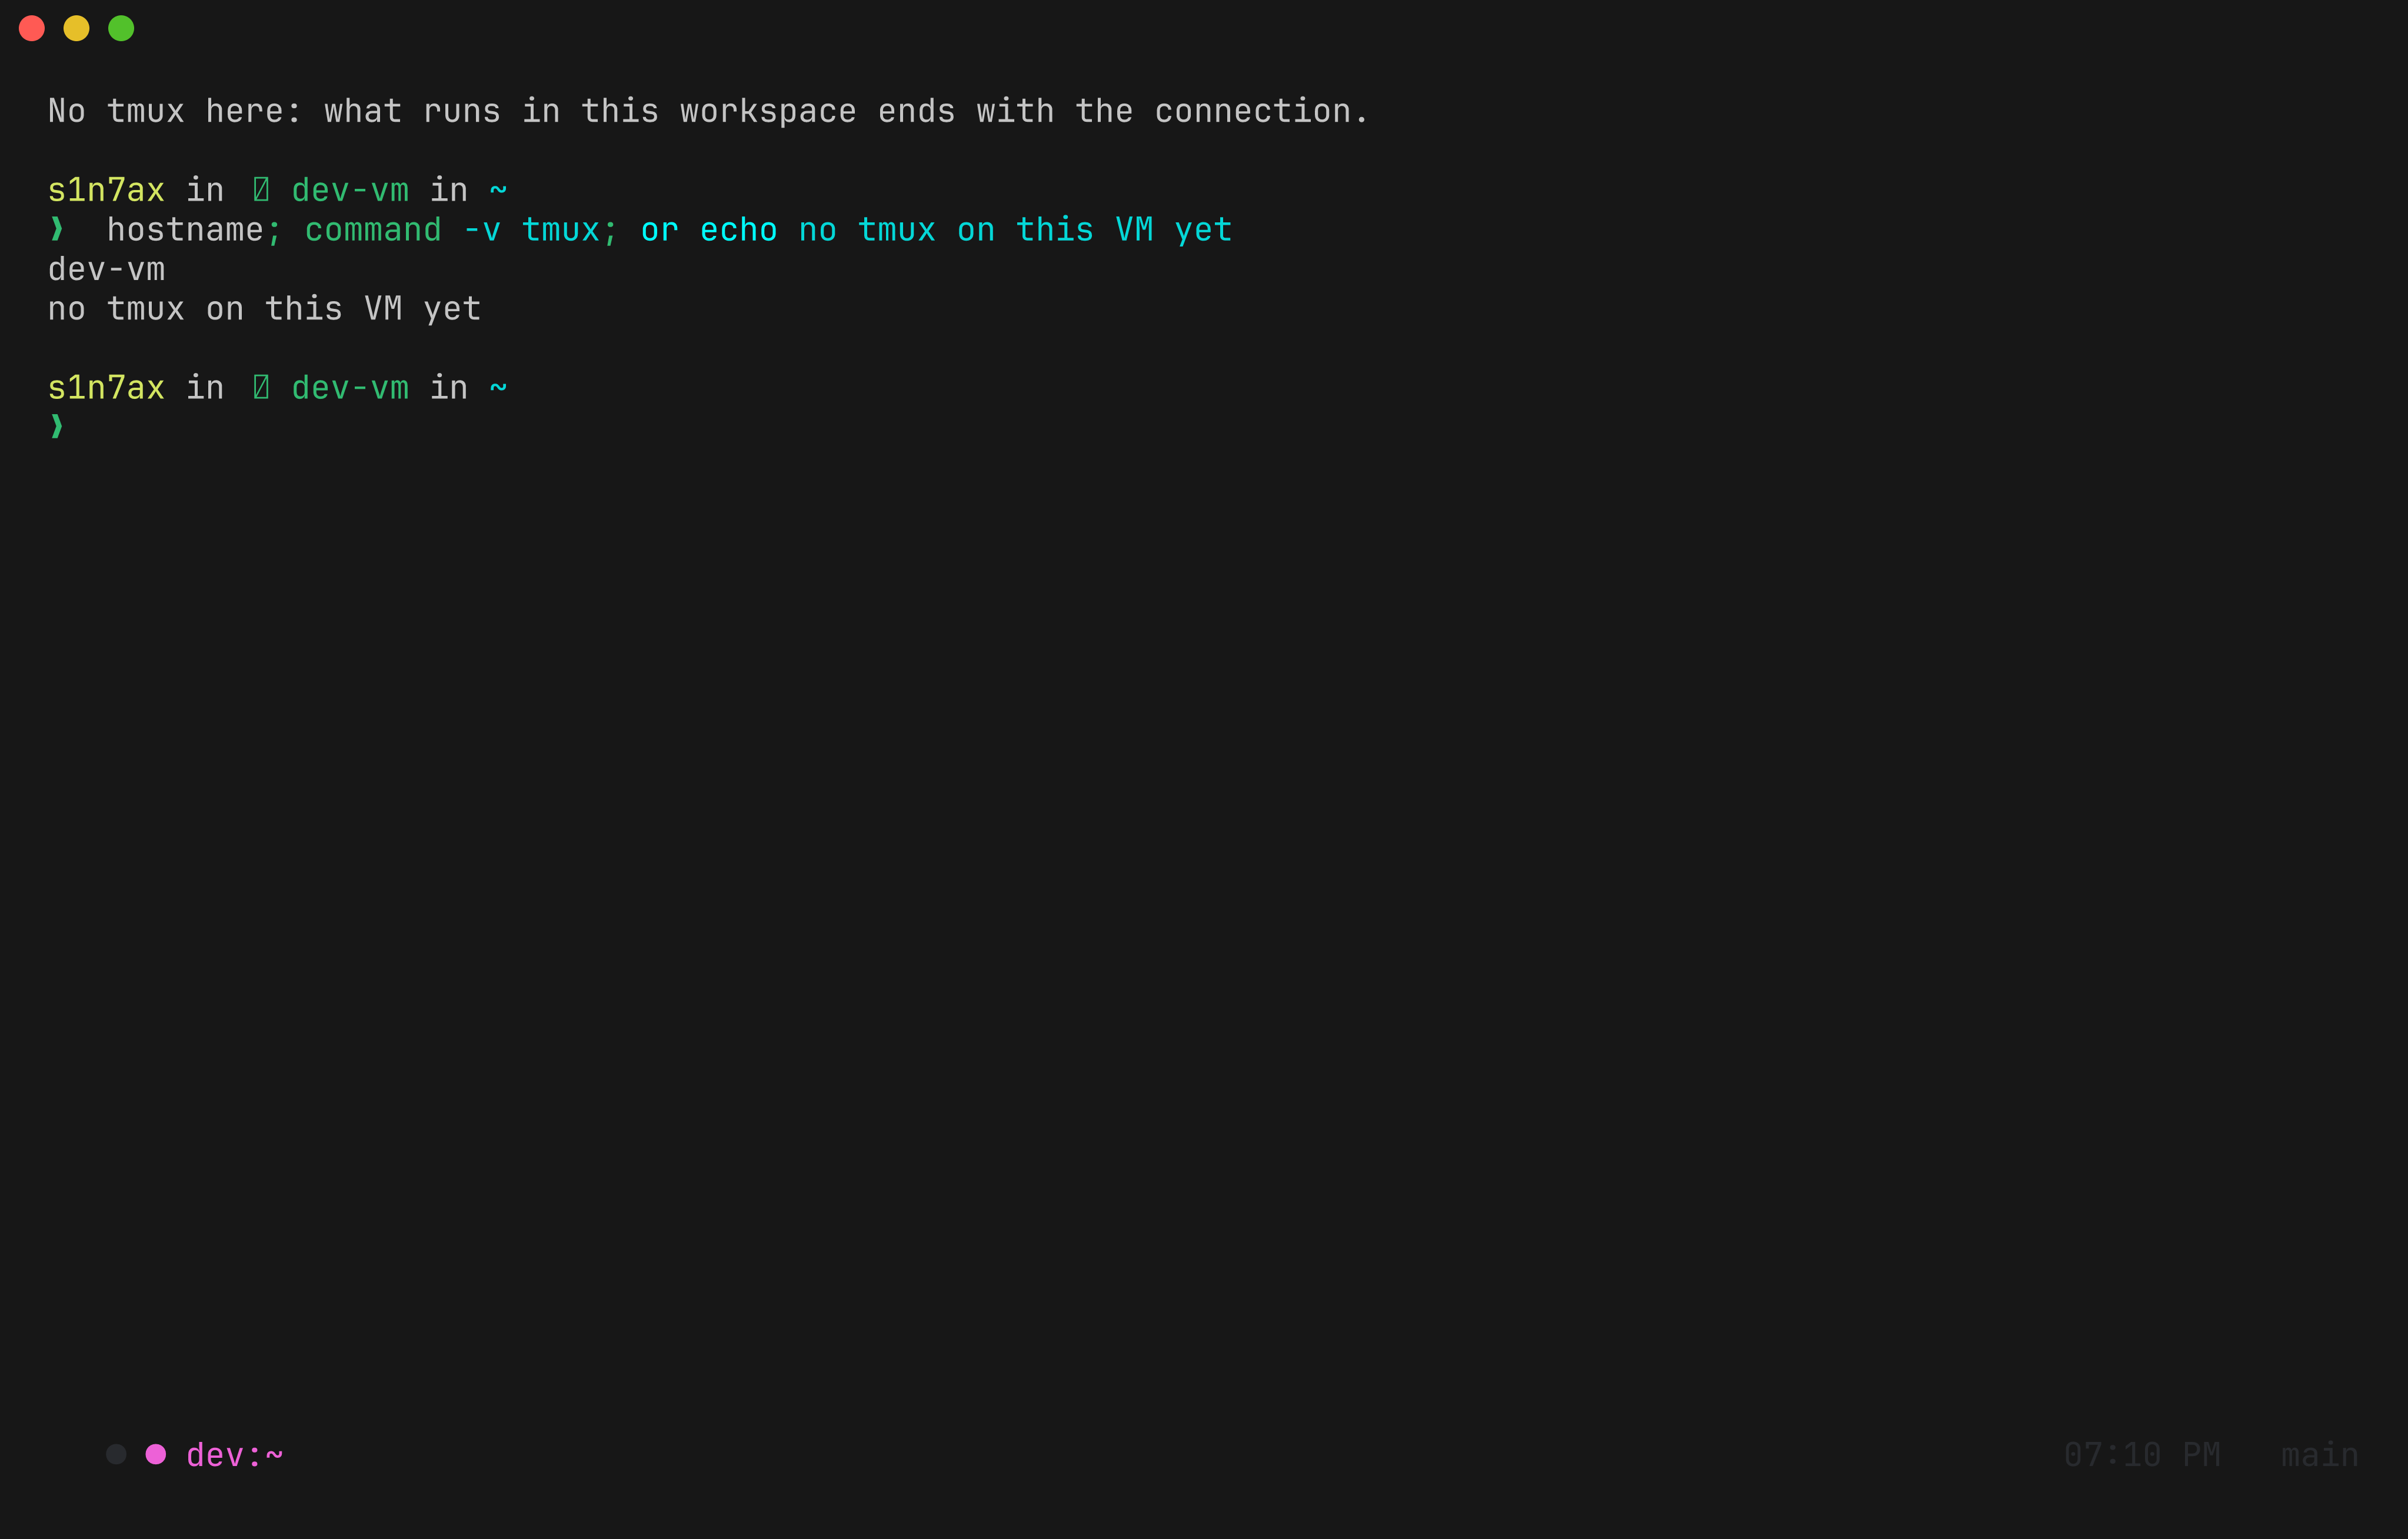 No tmux here: what runs in this workspace ends with the connection.
s1n7ax in dev-vm in ~
❯ hostname; command -v tmux; or echo no tmux on this VM yet
dev-vm
no tmux on this VM yet
s1n7ax in dev-vm in ~
❯
dev:~
07:10 PM main